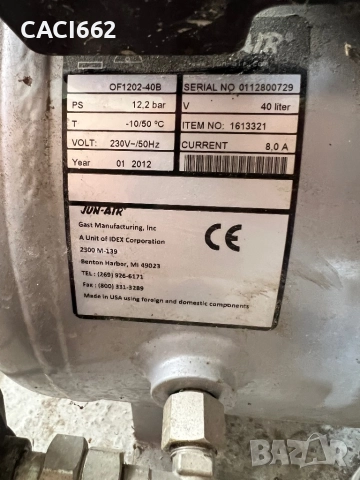 CACI662
AIR®
OF1202-40B SERIAL NO 0112800729
PS 12,2 bar V 40 liter
T -10/50 ºC ITEM NO: 1613321
VOLT: 230V~/50Hz CURRENT 8,0 A
Year 01 2012
JUN-AIR
Gast Manufacturing, Inc
A Unit of IDEX Corporation
2300 M-139
Benton Harbor, MI 49023
TEL : (269) 926-6171
Fax : (800) 331-3289
Made in USA using foreign and domestic components
CE
BAZAR